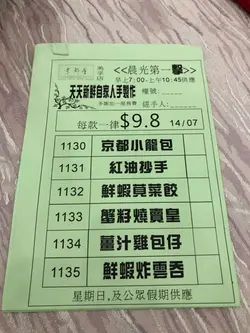 <<晨光第一擊>>
早上7:00-上午10:45供應
天天新鮮自家人手製作
檯號:
經手人:
每款一律$9.8 14/07
1130 京都小籠包
1131 紅油抄手
1132 鮮蝦莧菜餃
1133 蟹籽燒賣皇
1134 薑汁雞包仔
1135 鮮蝦炸雲吞
星期日,及公眾假期供應